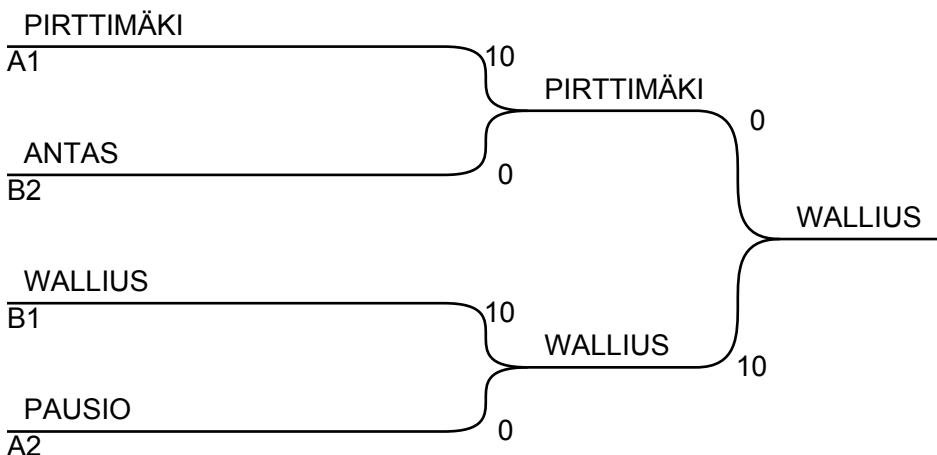 PIRTTIMÄKI
A1
10
PIRTTIMÄKI
0
ANTAS
B2
0
WALLIUS
WALLIUS
B1
10
WALLIUS
10
PAUSIO
A2
0